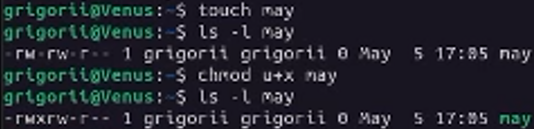 grigorii@Venus:~$ touch may
grigorii@Venus:~$ ls -l may
-rw-rw-r-- 1 grigorii grigorii 0 May  5 17:05 may
grigorii@Venus:~$ chmod u+x may
grigorii@Venus:~$ ls -l may
-rwxrw-r-- 1 grigorii grigorii 0 May  5 17:05 may